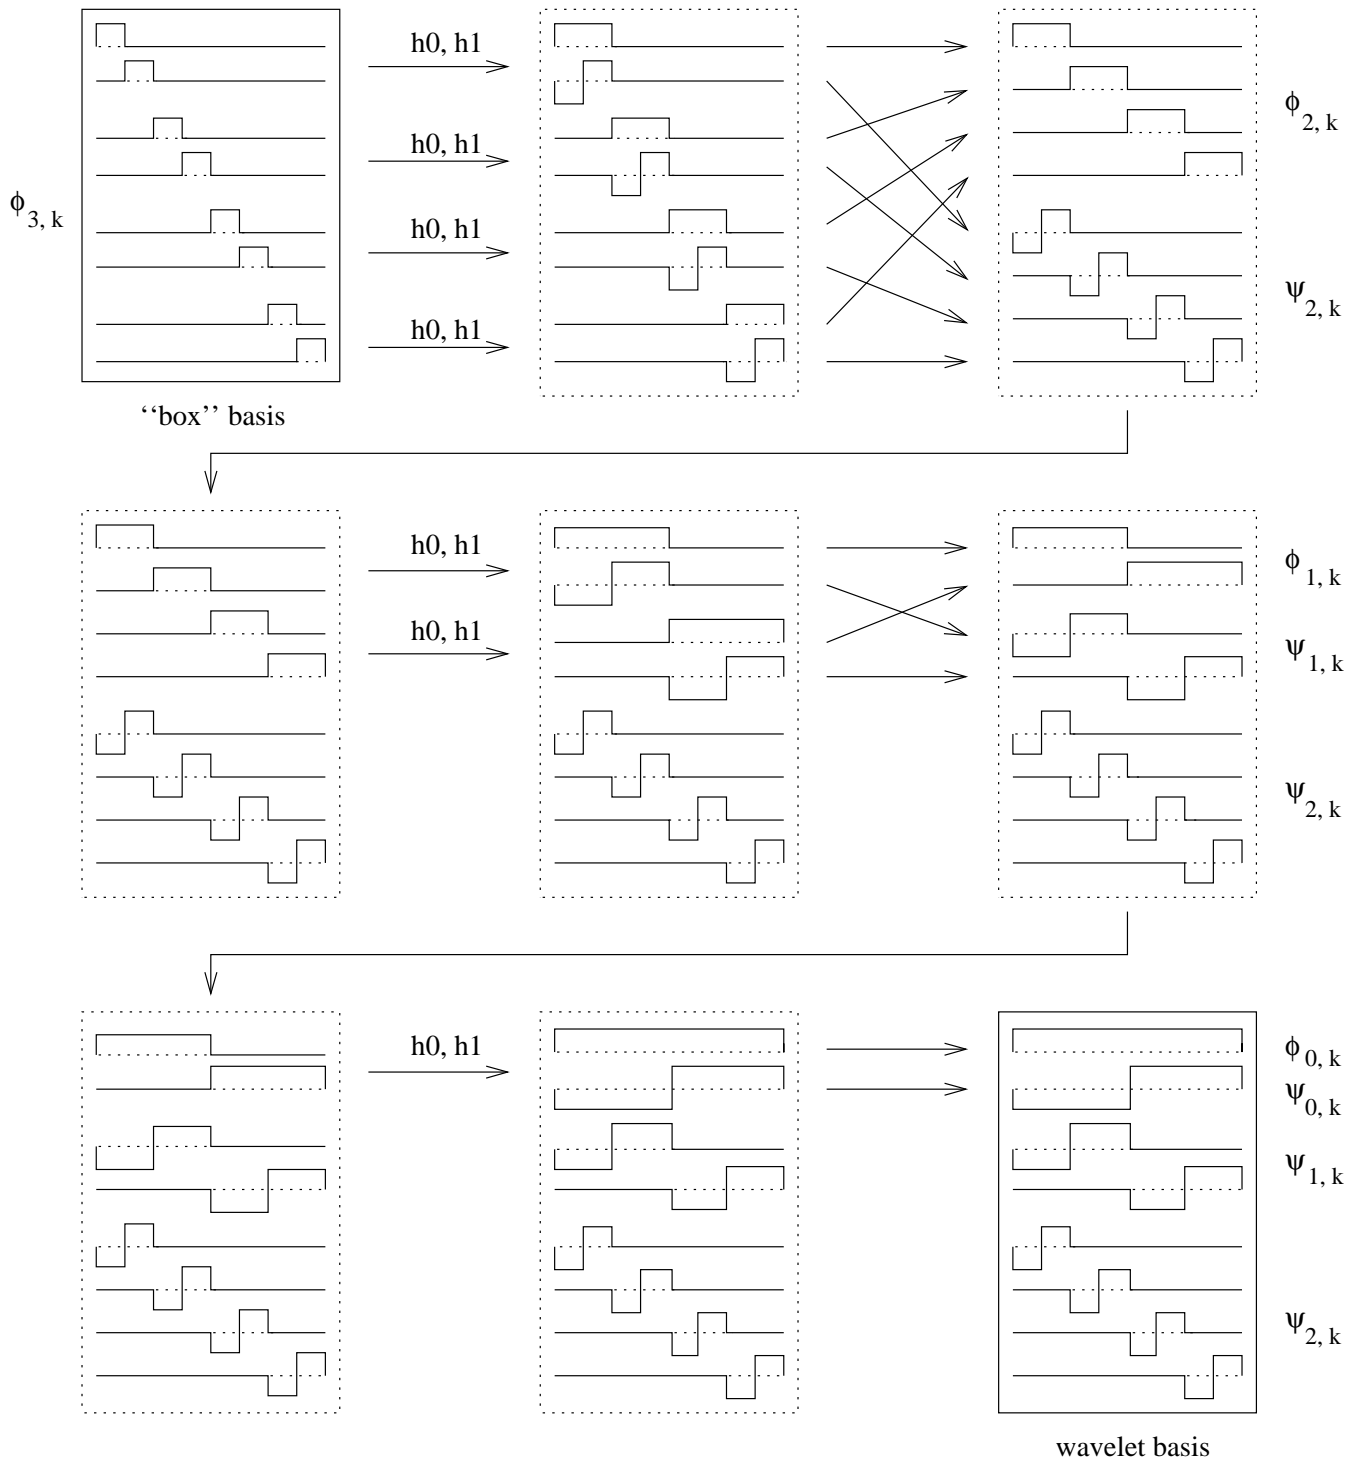 h0, h1
ϕ2, k
h0, h1
ϕ3, k
h0, h1
ψ2, k
h0, h1
‘‘box’’ basis
h0, h1
ϕ1, k
h0, h1
ψ1, k
ψ2, k
h0, h1
ϕ0, k
ψ0, k
ψ1, k
ψ2, k
wavelet basis